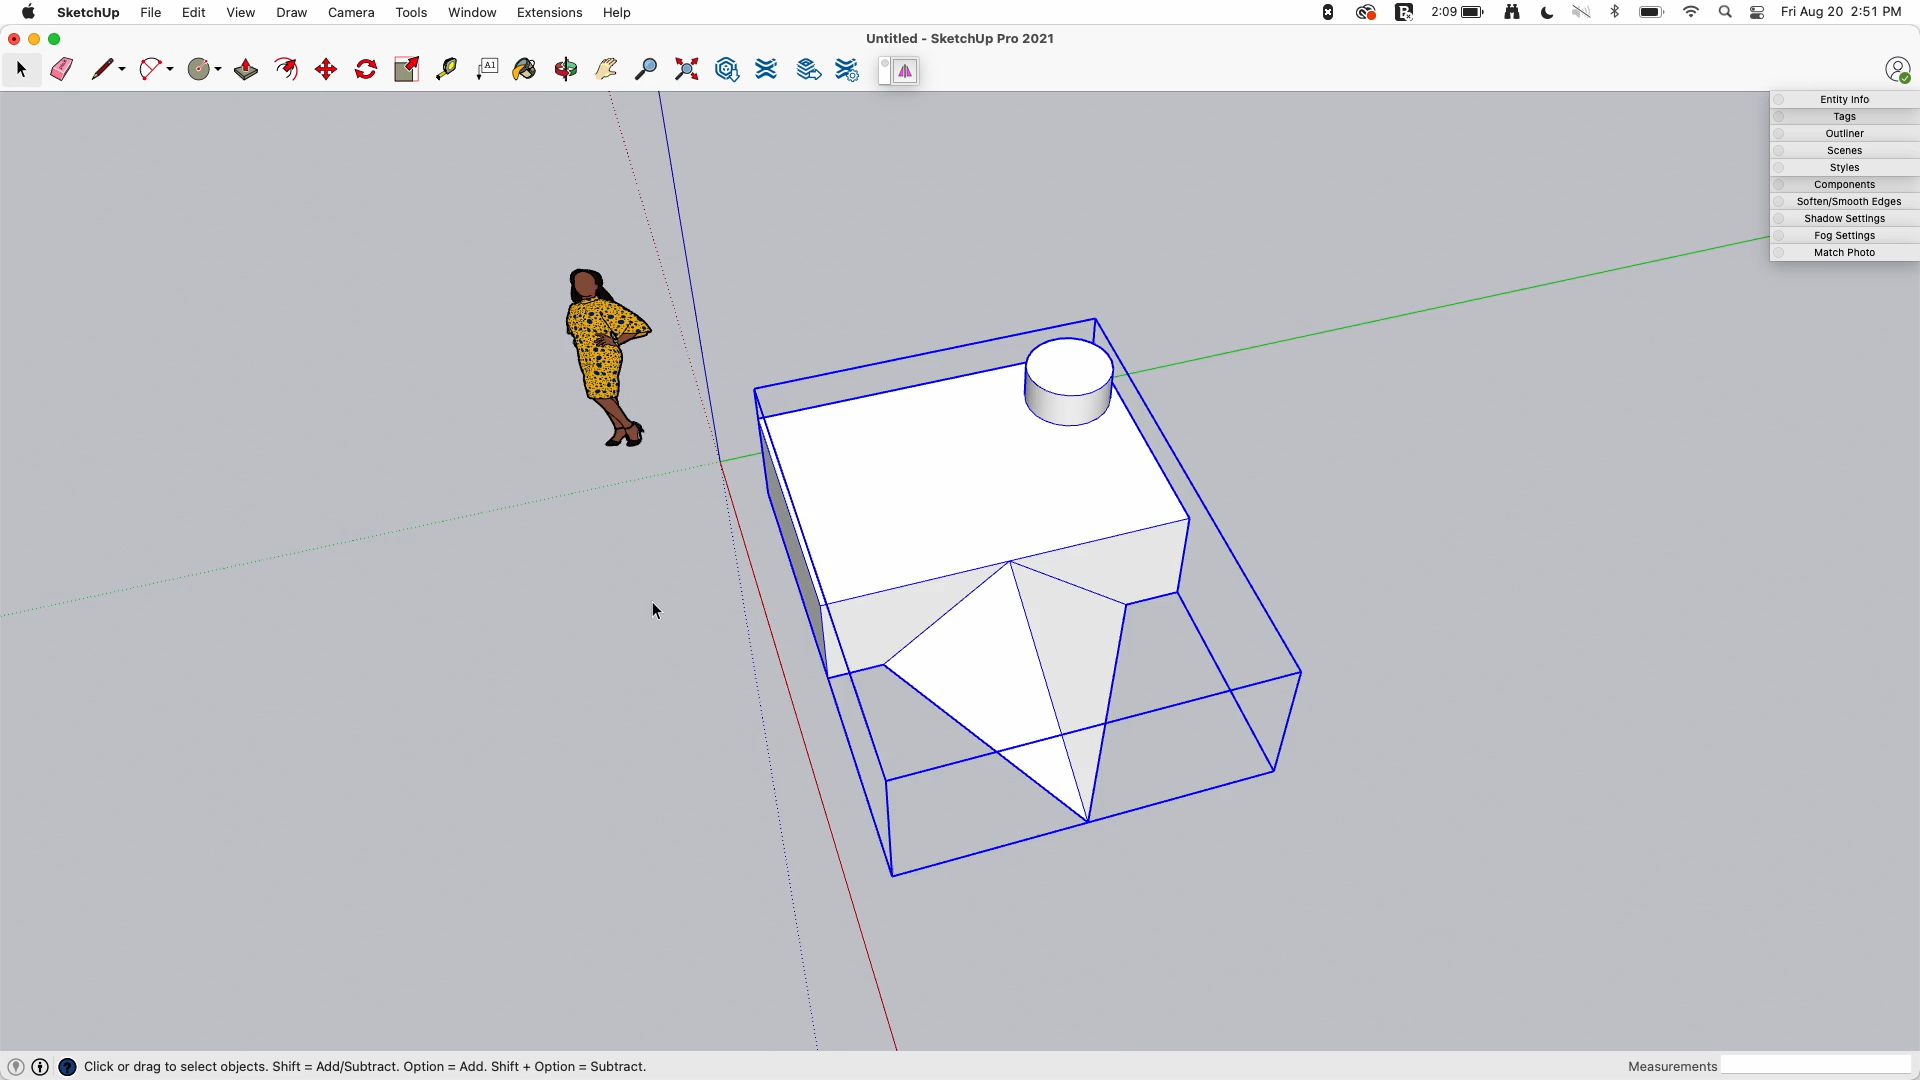 SketchUp File Edit View Draw Camera Tools Window Extensions Help 2:09 Fri Aug 20 2:51 PM
Untitled - SketchUp Pro 2021
A1
Entity Info
Tags
Outliner
Scenes
Styles
Components
Soften/Smooth Edges
Shadow Settings
Fog Settings
Match Photo
Click or drag to select objects. Shift = Add/Subtract. Option = Add. Shift + Option = Subtract. Measurements